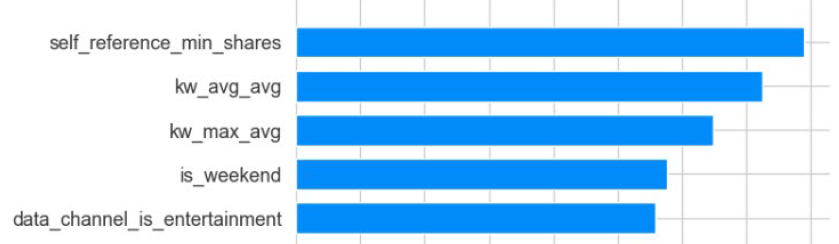 self_reference_min_shares
kw_avg_avg
kw_max_avg
is_weekend
data_channel_is_entertainment